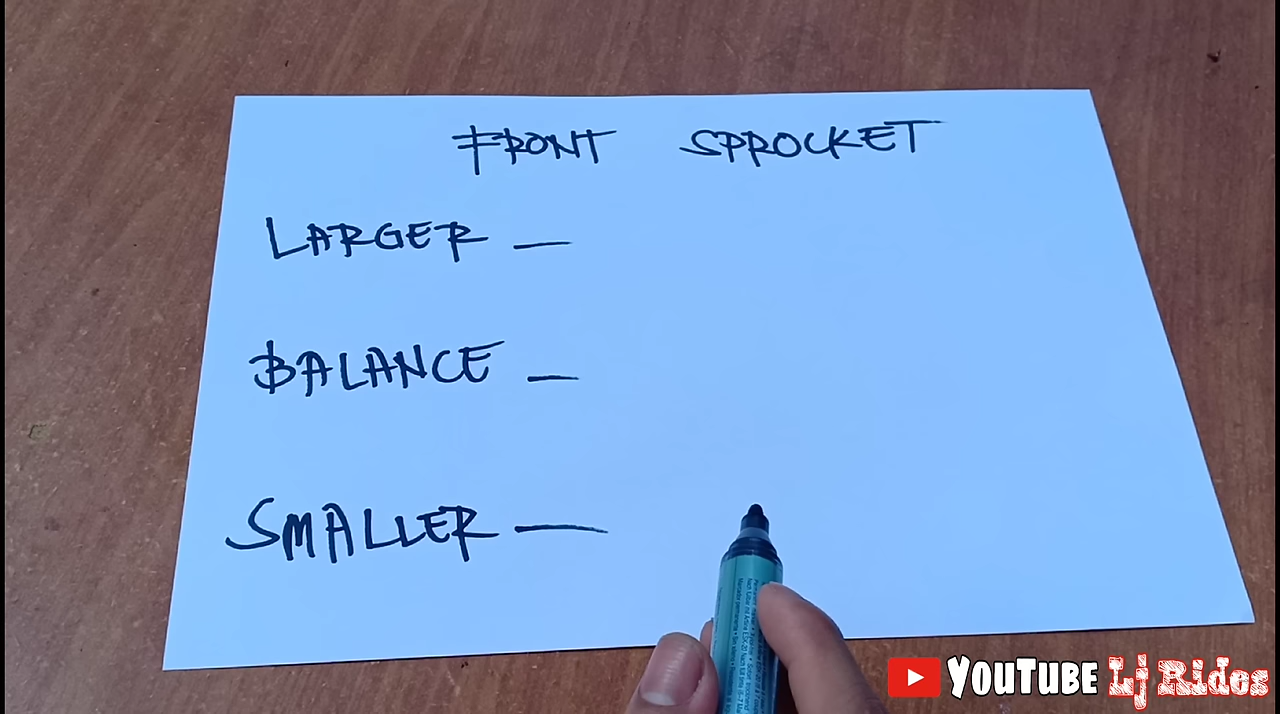 FRONT SPROCKET
LARGER —
BALANCE —
SMALLER —
YOUTUBE Lj Rides